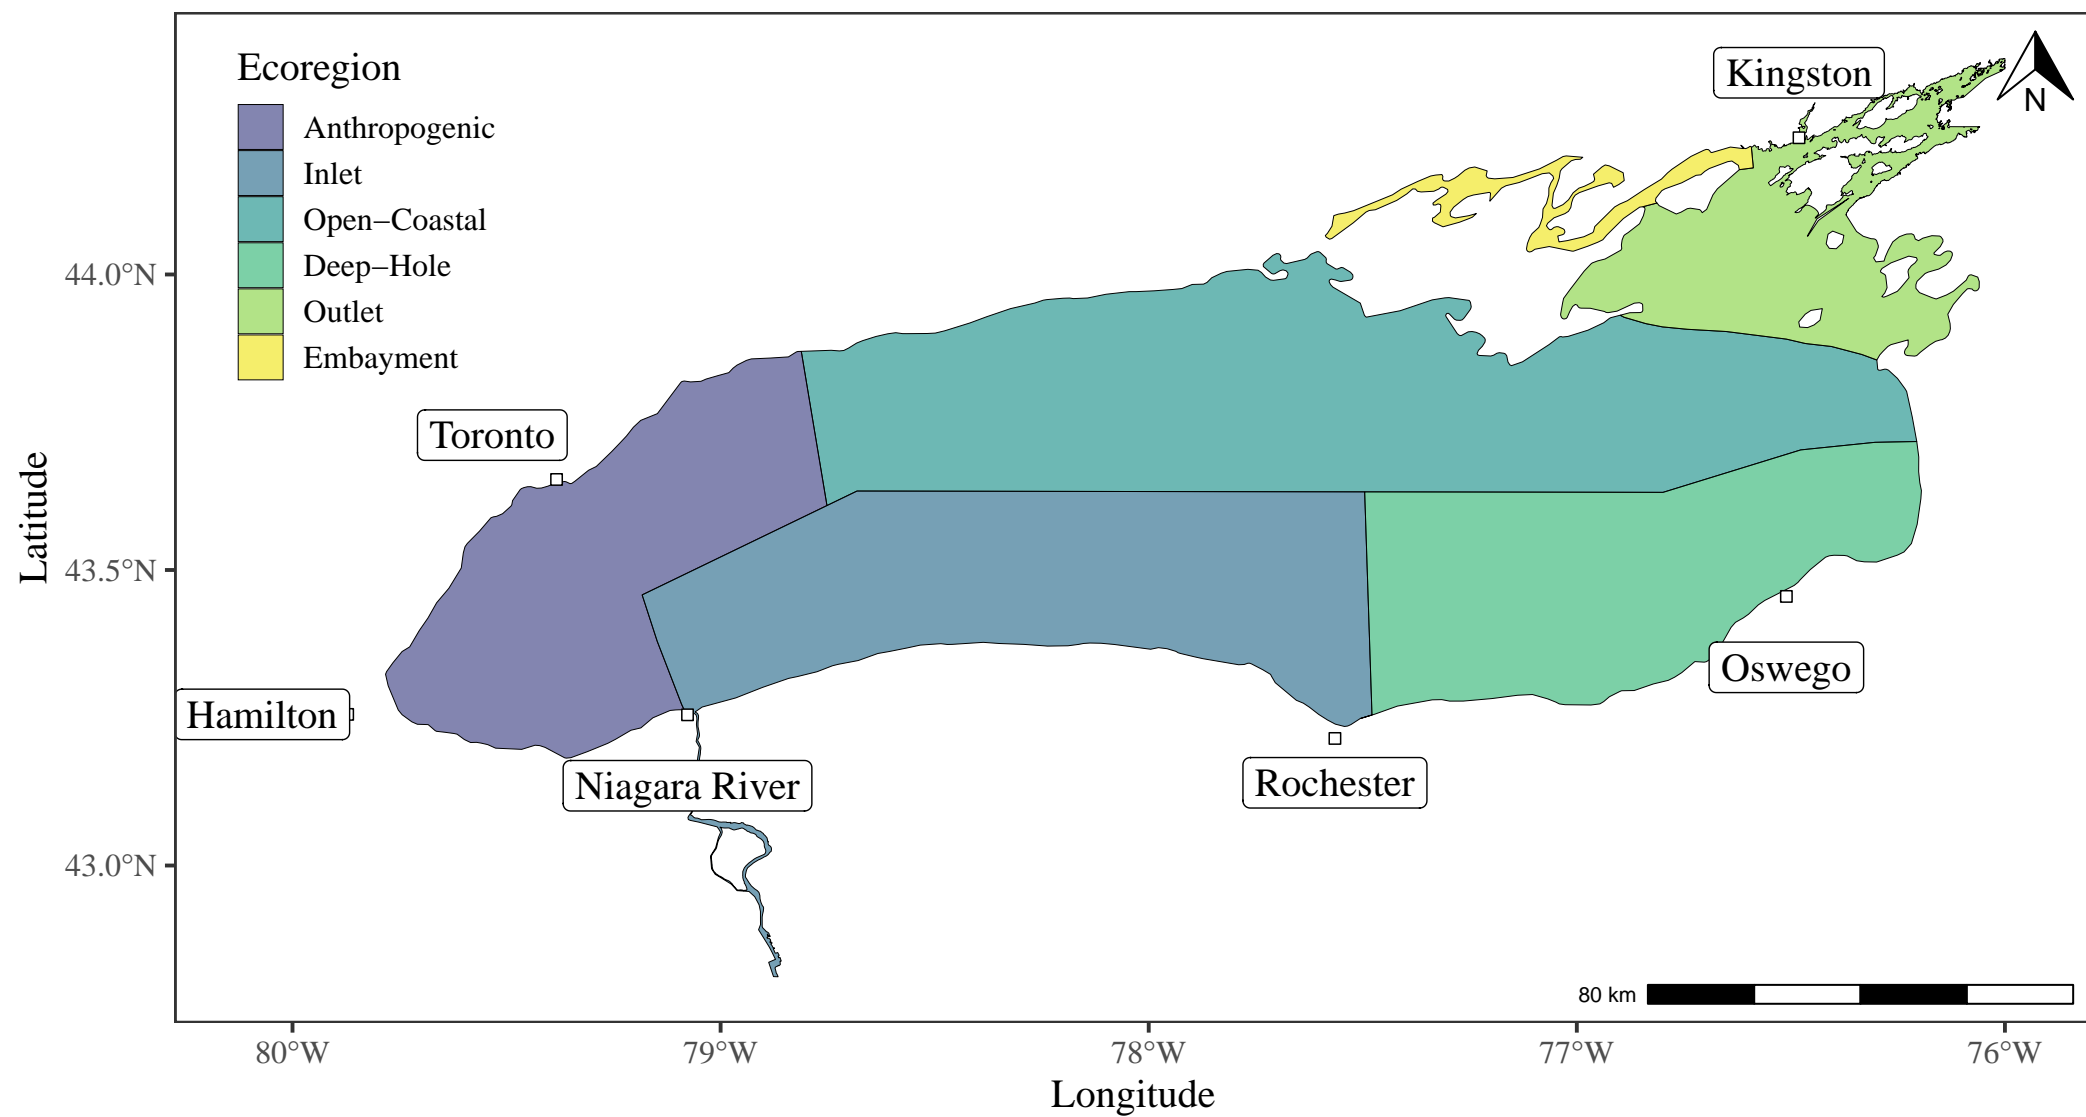 Ecoregion
Anthropogenic
Inlet
Open−Coastal
Deep−Hole
Outlet
Embayment
Kingston
N
Toronto
Hamilton
Niagara River
Rochester
Oswego
44.0°N
43.5°N
43.0°N
Latitude
80 km
80°W
79°W
78°W
77°W
76°W
Longitude